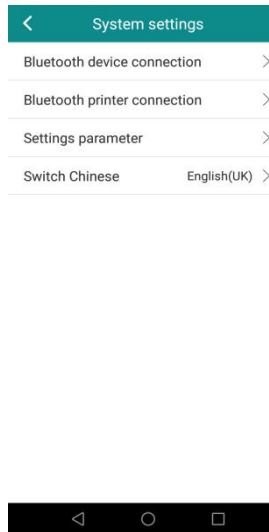 System settings
Bluetooth device connection
Bluetooth printer connection
Settings parameter
Switch Chinese English(UK)